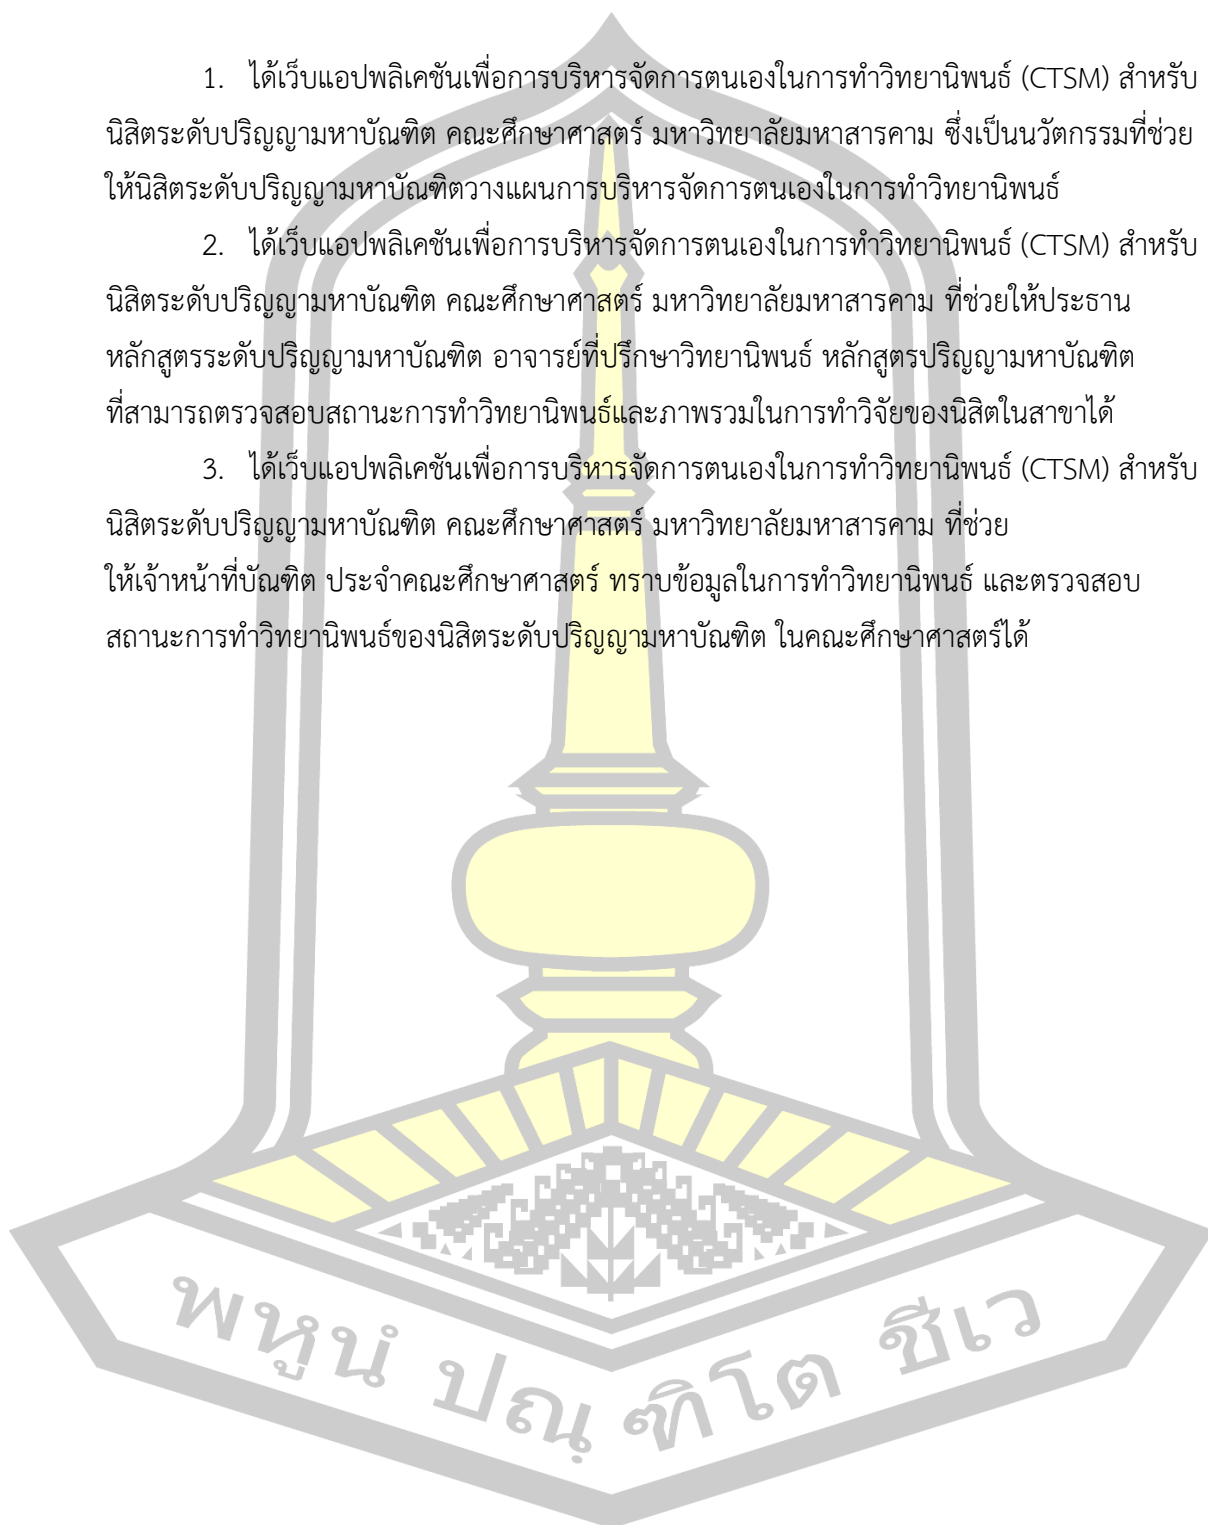 1. ได้เว็บแอปพลิเคชันเพื่อการบริหารจัดการตนเองในการทำวิทยานิพนธ์ (CTSM) สำหรับ
นิสิตระดับปริญญามหาบัณฑิต คณะศึกษาศาสตร์ มหาวิทยาลัยมหาสารคาม ซึ่งเป็นนวัตกรรมที่ช่วย
ให้นิสิตระดับปริญญามหาบัณฑิตวางแผนการบริหารจัดการตนเองในการทำวิทยานิพนธ์
2. ได้เว็บแอปพลิเคชันเพื่อการบริหารจัดการตนเองในการทำวิทยานิพนธ์ (CTSM) สำหรับ
นิสิตระดับปริญญามหาบัณฑิต คณะศึกษาศาสตร์ มหาวิทยาลัยมหาสารคาม ที่ช่วยให้ประธาน
หลักสูตรระดับปริญญามหาบัณฑิต อาจารย์ที่ปรึกษาวิทยานิพนธ์ หลักสูตรปริญญามหาบัณฑิต
ที่สามารถตรวจสอบสถานะการทำวิทยานิพนธ์และภาพรวมในการทำวิจัยของนิสิตในสาขาได้
3. ได้เว็บแอปพลิเคชันเพื่อการบริหารจัดการตนเองในการทำวิทยานิพนธ์ (CTSM) สำหรับ
นิสิตระดับปริญญามหาบัณฑิต คณะศึกษาศาสตร์ มหาวิทยาลัยมหาสารคาม ที่ช่วย
ให้เจ้าหน้าที่บัณฑิต ประจำคณะศึกษาศาสตร์ ทราบข้อมูลในการทำวิทยานิพนธ์ และตรวจสอบ
สถานะการทำวิทยานิพนธ์ของนิสิตระดับปริญญามหาบัณฑิต ในคณะศึกษาศาสตร์ได้
พหูนํ ปณฺ ฑิโต ชีเว